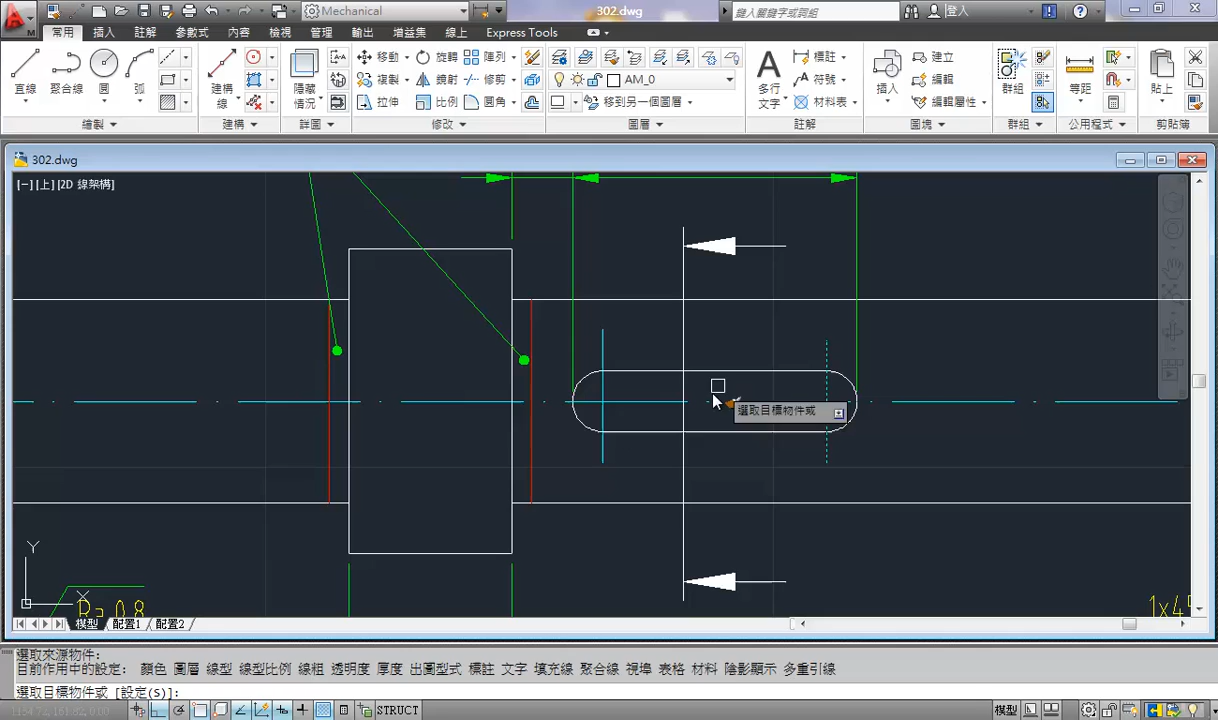 Mechanical
302.dwg
鍵入關鍵字或片語
登入
常用 插入 註解 參數式 內容 檢視 管理 輸出 增益集 線上 Express Tools
直線 聚合線 圓 弧
建構線
隱藏情況
移動 旋轉 陣列
複製 鏡射 修剪
拉伸 比例 圓角
AM_0
移到另一個圖層
多行文字
標註
符號
材料表
插入
建立
編輯
編輯屬性
群組
等距
貼上
繪製 建構 詳圖 修改 圖層 註解 圖塊 群組 公用程式 剪貼簿
302.dwg
[−][上][2D 線架構]
選取目標物件或
Y
X
Ra 0.8
1x4
模型 配置1 配置2
選取來源物件:
目前作用中的設定: 顏色 圖層 線型 線型比例 線粗 透明度 厚度 出圖型式 標註 文字 填充線 聚合線 視埠 表格 材料 陰影顯示 多重引線
選取目標物件或 [設定(S)]:
STRUCT
模型